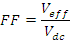 FF = V_eff / V_dc